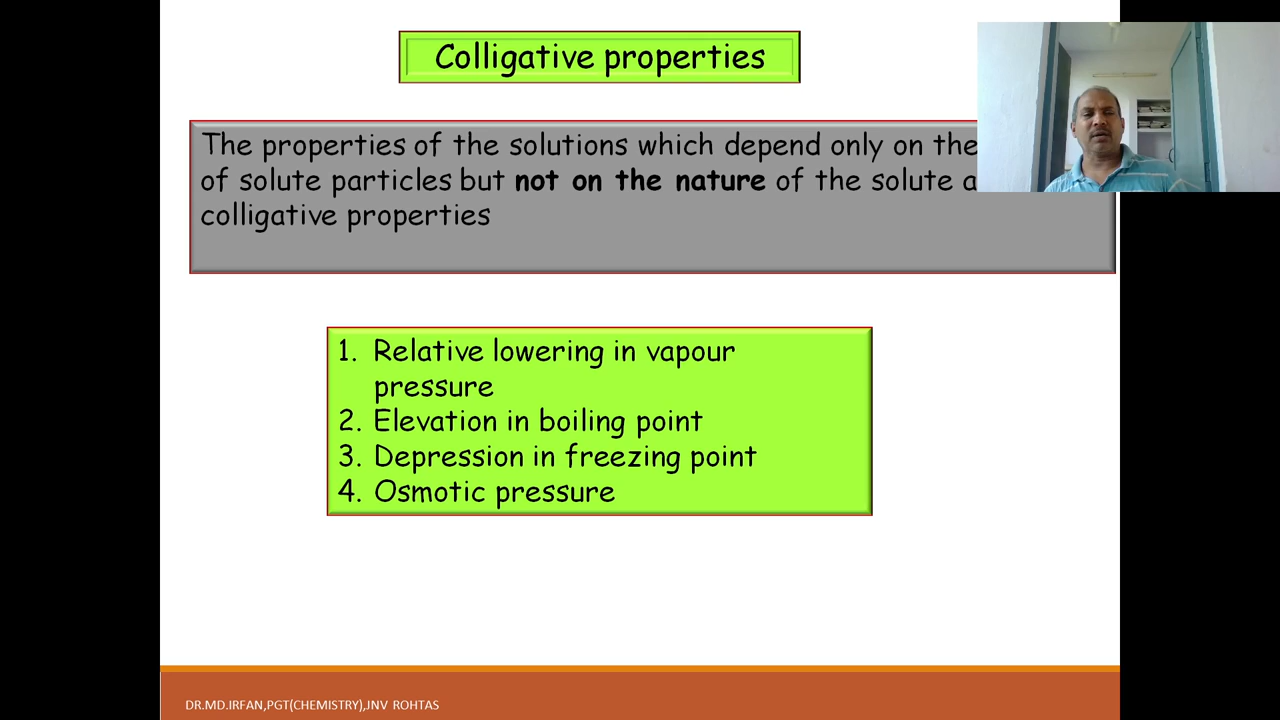 Colligative properties
The properties of the solutions which depend only on the
of solute particles but not on the nature of the solute
colligative properties
1. Relative lowering in vapour
pressure
2. Elevation in boiling point
3. Depression in freezing point
4. Osmotic pressure
DR.MD.IRFAN,PGT(CHEMISTRY),JNV ROHTAS